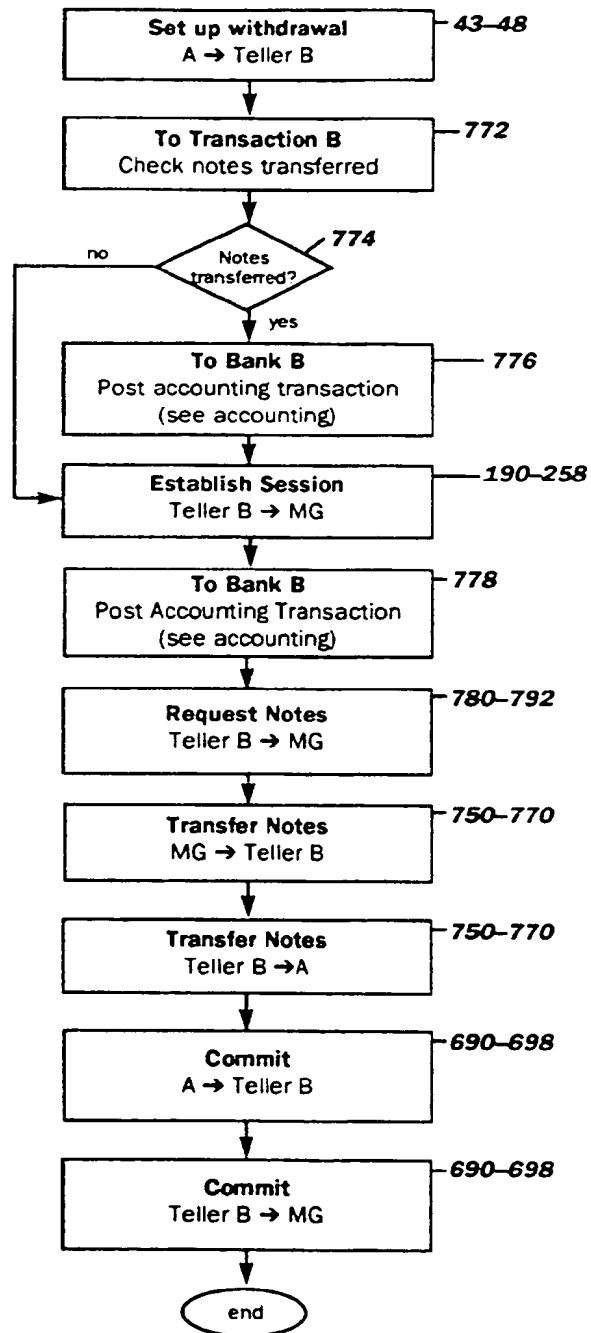 Set up withdrawal
A → Teller B
43–48
To Transaction B
Check notes transferred
772
Notes
transferred?
774
no
yes
To Bank B
Post accounting transaction
(see accounting)
776
Establish Session
Teller B → MG
190–258
To Bank B
Post Accounting Transaction
(see accounting)
778
Request Notes
Teller B → MG
780–792
Transfer Notes
MG → Teller B
750–770
Transfer Notes
Teller B →A
750–770
Commit
A → Teller B
690–698
Commit
Teller B → MG
690–698
end